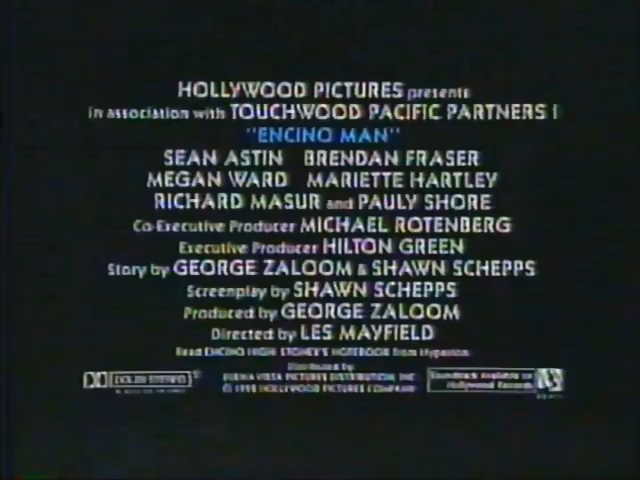 HOLLYWOOD PICTURES presents
in association with TOUCHWOOD PACIFIC PARTNERS I
"ENCINO MAN"
SEAN ASTIN BRENDAN FRASER
MEGAN WARD MARIETTE HARTLEY
RICHARD MASUR and PAULY SHORE
Co-Executive Producer MICHAEL ROTENBERG
Executive Producer HILTON GREEN
Story by GEORGE ZALOOM & SHAWN SCHEPPS
Screenplay by SHAWN SCHEPPS
Produced by GEORGE ZALOOM
Directed by LES MAYFIELD
Read ENCINO HIGH: STONEY'S NOTEBOOK from Hyperion
Distributed by
BUENA VISTA PICTURES DISTRIBUTION, INC.
HOLLYWOOD PICTURES COMPANY
DOLBY STEREO
Soundtrack Available on
Hollywood Records